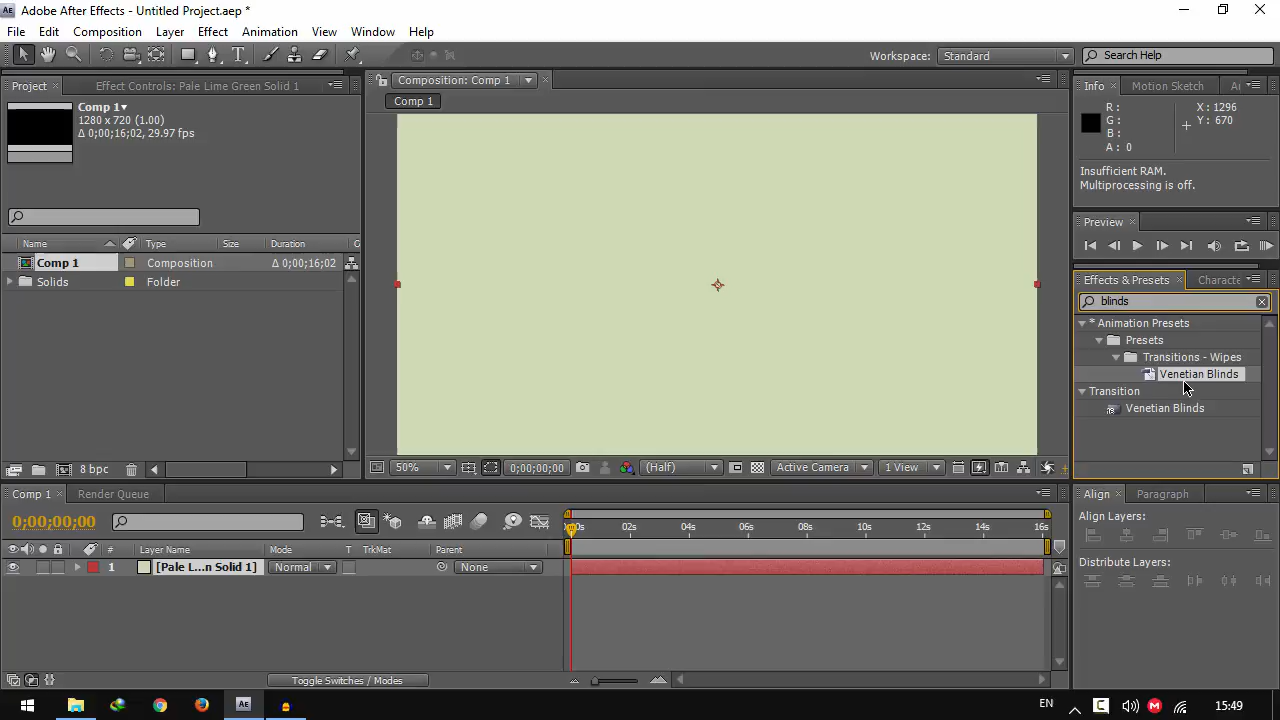 Adobe After Effects - Untitled Project.aep *
File Edit Composition Layer Effect Animation View Window Help
Workspace: Standard Search Help
Project Effect Controls: Pale Lime Green Solid 1
Comp 1▾
1280 x 720 (1.00)
Δ 0;00;16;02, 29.97 fps
Name Type Size Duration
Comp 1 Composition Δ 0;00;16;02
Solids Folder
8 bpc
Composition: Comp 1
Comp 1
50% 0;00;00;00 (Half) Active Camera 1 View
Info Motion Sketch
R : X : 1296
G : Y : 670
B :
A : 0
Insufficient RAM.
Multiprocessing is off.
Preview
Effects & Presets Characte
blinds
* Animation Presets
Presets
Transitions - Wipes
Venetian Blinds
Transition
Venetian Blinds
Comp 1 Render Queue
0;00;00;00
02s 04s 06s 08s 10s 12s 14s 16s
# Layer Name Mode T TrkMat Parent
1 [Pale L...n Solid 1] Normal None
Toggle Switches / Modes
Align Paragraph
Align Layers:
Distribute Layers:
AE EN 15:49